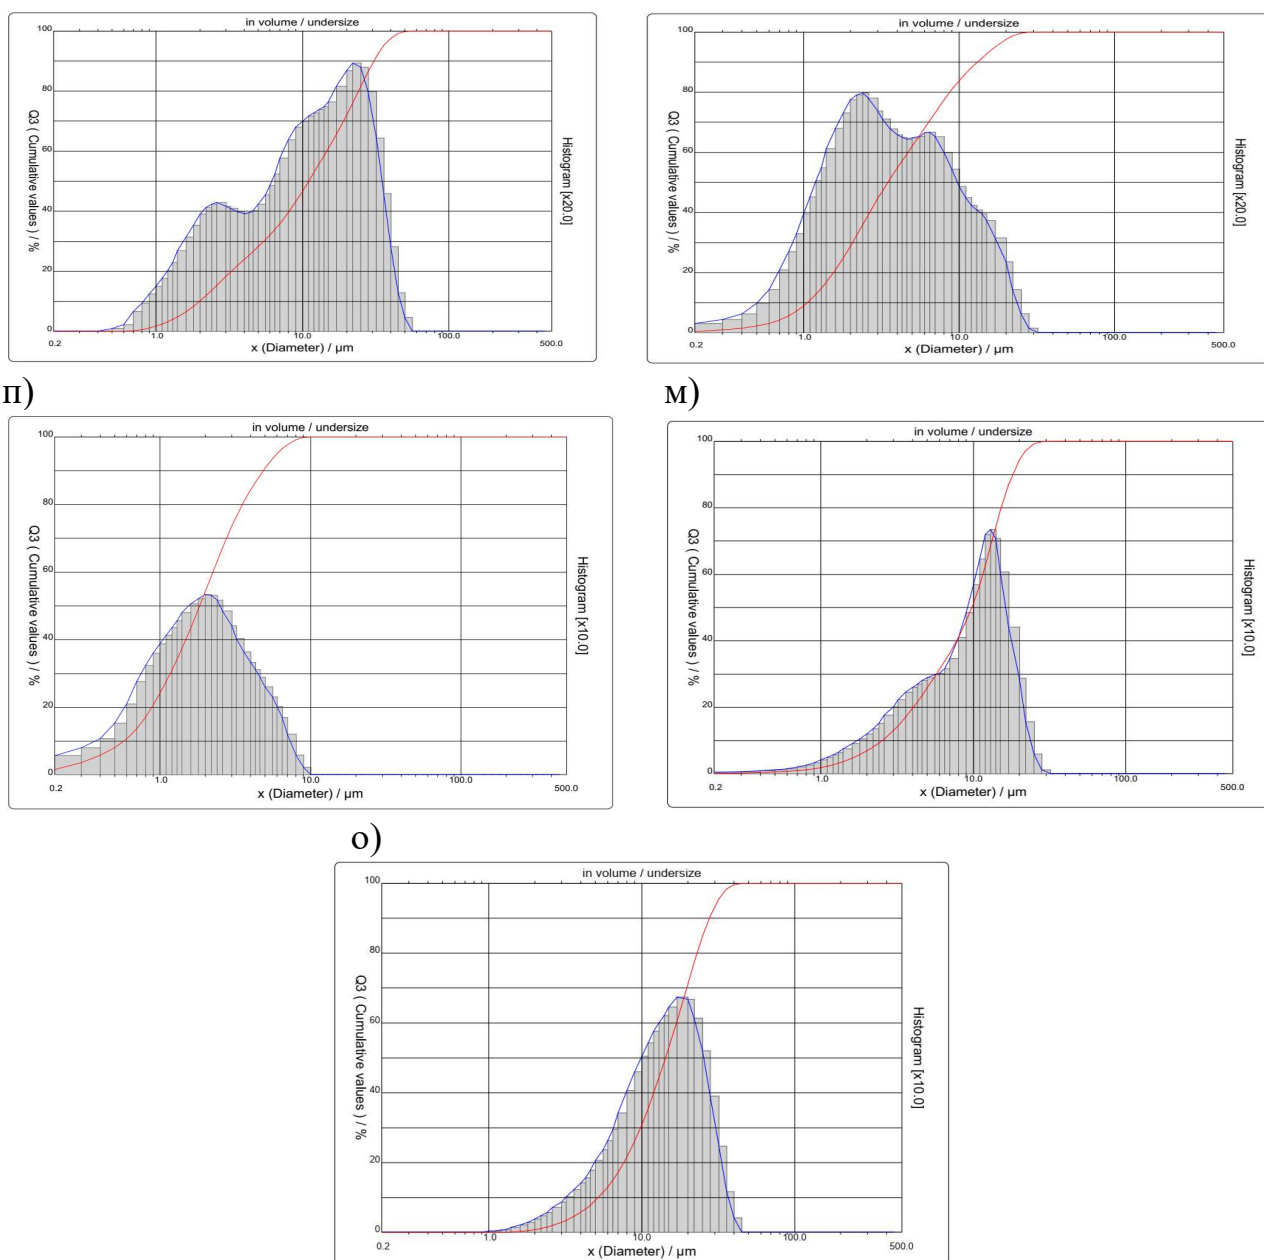 in volume / undersize
100
80
60
40
20
0
Q3 ( Cumulative values ) / %
Histogram [x20.0]
0.2
1.0
10.0
100.0
500.0
x (Diameter) / µm
in volume / undersize
100
80
60
40
20
0
Q3 ( Cumulative values ) / %
Histogram [x20.0]
0.2
1.0
10.0
100.0
500.0
x (Diameter) / µm
п)
м)
in volume / undersize
100
80
60
40
20
0
Q3 ( Cumulative values ) / %
Histogram [x10.0]
0.2
1.0
10.0
100.0
500.0
x (Diameter) / µm
in volume / undersize
100
80
60
40
20
0
Q3 ( Cumulative values ) / %
Histogram [x10.0]
0.2
1.0
10.0
100.0
500.0
x (Diameter) / µm
о)
in volume / undersize
100
80
60
40
20
0
Q3 ( Cumulative values ) / %
Histogram [x10.0]
0.2
1.0
10.0
100.0
500.0
x (Diameter) / µm